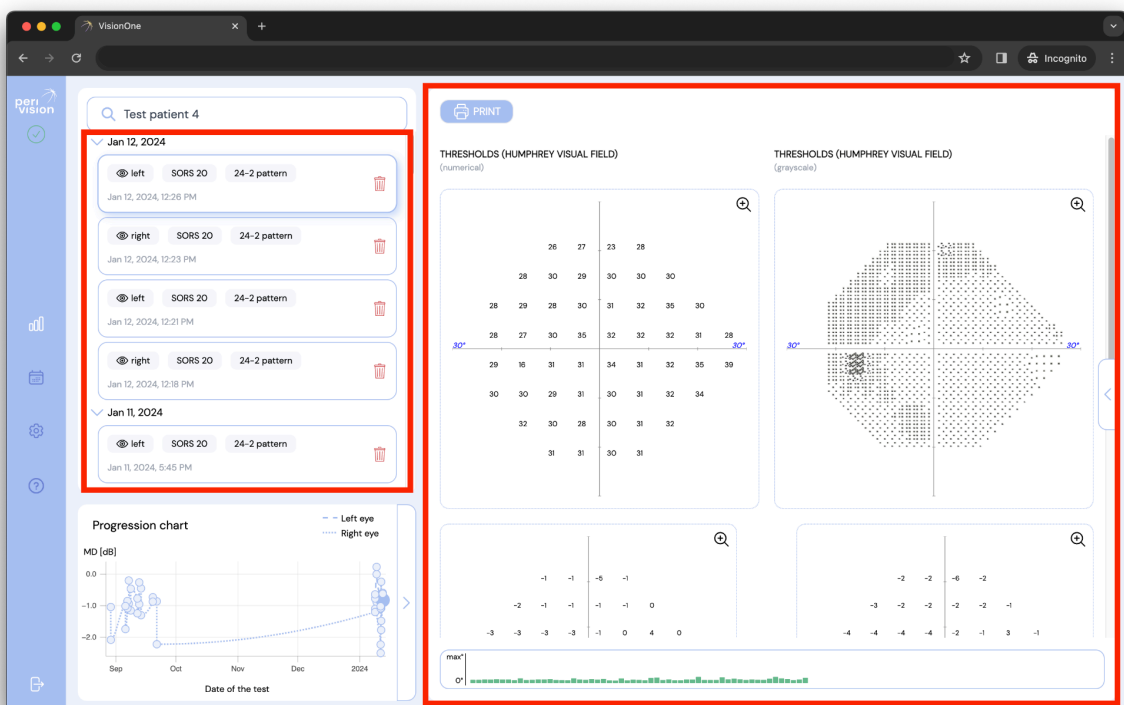 VisionOne
Incognito
peri
vision
Test patient 4
Jan 12, 2024
left SORS 20 24-2 pattern
Jan 12, 2024, 12:26 PM
right SORS 20 24-2 pattern
Jan 12, 2024, 12:23 PM
left SORS 20 24-2 pattern
Jan 12, 2024, 12:21 PM
right SORS 20 24-2 pattern
Jan 12, 2024, 12:18 PM
Jan 11, 2024
left SORS 20 24-2 pattern
Jan 11, 2024, 5:45 PM
Progression chart
Left eye
Right eye
MD [dB]
0.0
-1.0
-2.0
Sep Oct Nov Dec 2024
Date of the test
PRINT
THRESHOLDS (HUMPHREY VISUAL FIELD)
(numerical)
26 27 23 28
28 30 29 30 30 30
28 29 28 30 31 32 35 30
28 27 30 35 32 32 32 31 28
30° 30°
29 16 31 31 34 31 32 35 39
30 30 29 31 30 31 32 34
32 30 28 30 31 32
31 31 30 31
THRESHOLDS (HUMPHREY VISUAL FIELD)
(grayscale)
30° 30°
-1 -1 -5 -1
-2 -1 -1 -1 -1 0
-3 -3 -3 -3 -1 0 4 0
-2 -2 -6 -2
-3 -2 -2 -2 -2 -1
-4 -4 -4 -4 -2 -1 3 -1
max°
0°